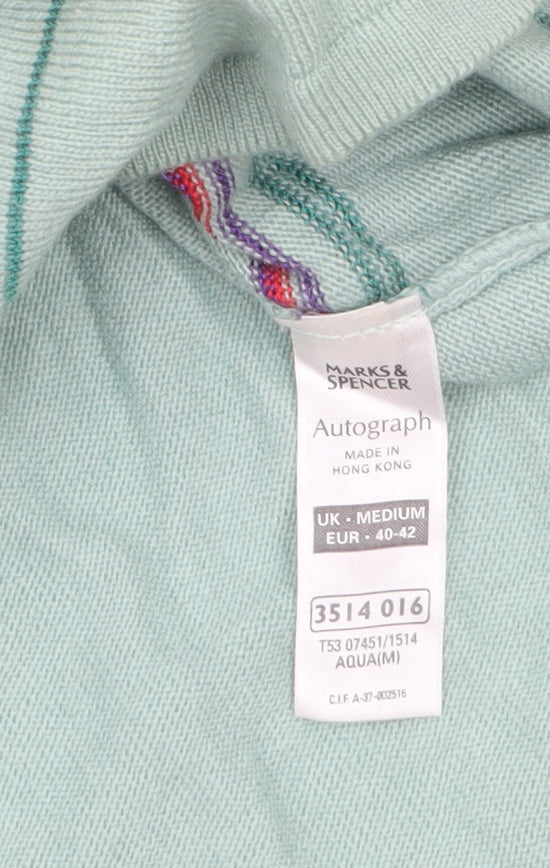 MARKS &
SPENCER
Autograph
MADE IN
HONG KONG
UK - MEDIUM
EUR - 40-42
3514 016
T53 07451/1514
AQUA(M)
C.I.F. A-37-002516